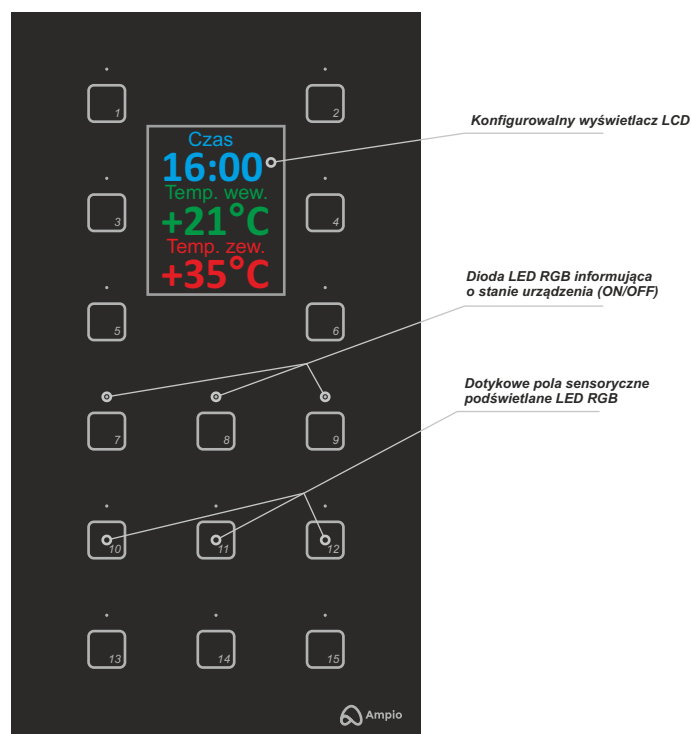 1
2
Konfigurowalny wyświetlacz LCD
Czas
16:00
Temp. wew.
+21°C
Temp. zew.
+35°C
3
4
5
6
Dioda LED RGB informująca
o stanie urządzenia (ON/OFF)
Dotykowe pola sensoryczne
podświetlane LED RGB
7
8
9
10
11
12
13
14
15
Ampio